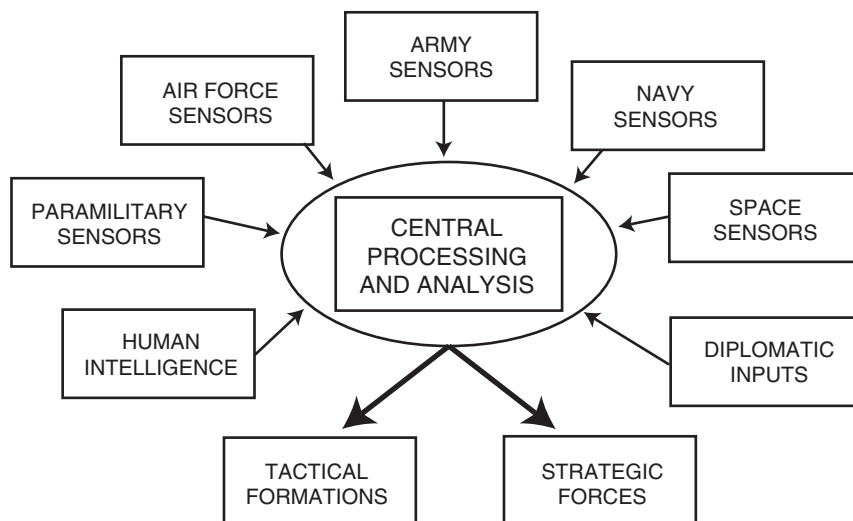 ARMY
SENSORS
AIR FORCE
SENSORS
NAVY
SENSORS
PARAMILITARY
SENSORS
CENTRAL
PROCESSING
AND ANALYSIS
SPACE
SENSORS
HUMAN
INTELLIGENCE
DIPLOMATIC
INPUTS
TACTICAL
FORMATIONS
STRATEGIC
FORCES